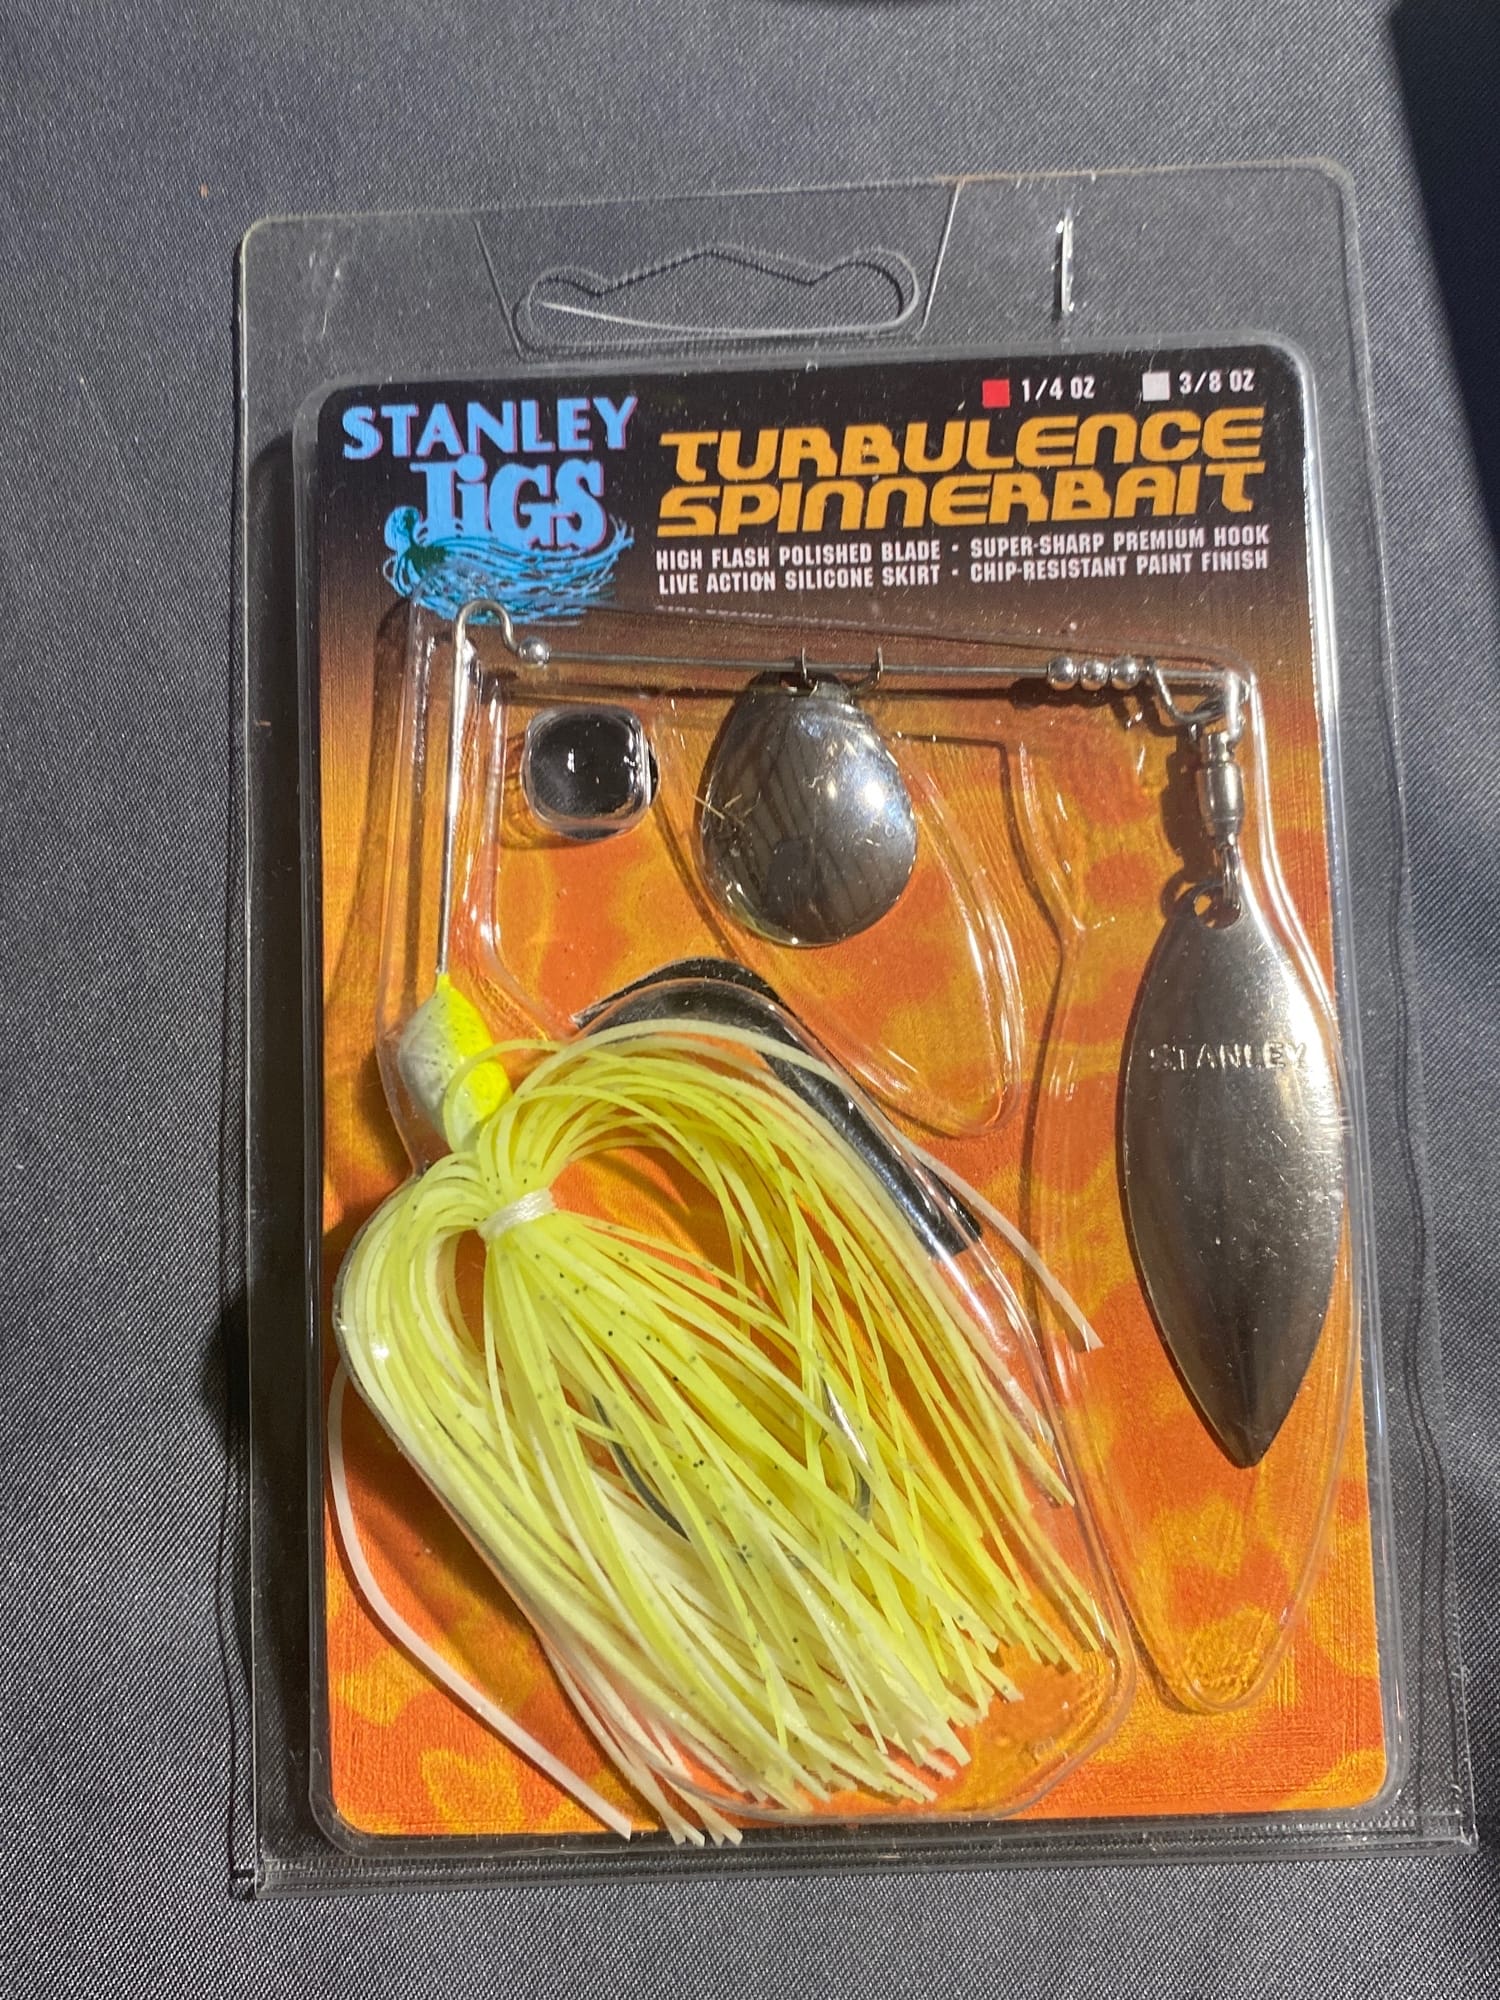 1/4 OZ 3/8 OZ
STANLEY
JiGS
TURBULENCE
SPINNERBAIT
HIGH FLASH POLISHED BLADE · SUPER-SHARP PREMIUM HOOK
LIVE ACTION SILICONE SKIRT · CHIP-RESISTANT PAINT FINISH
STANLEY